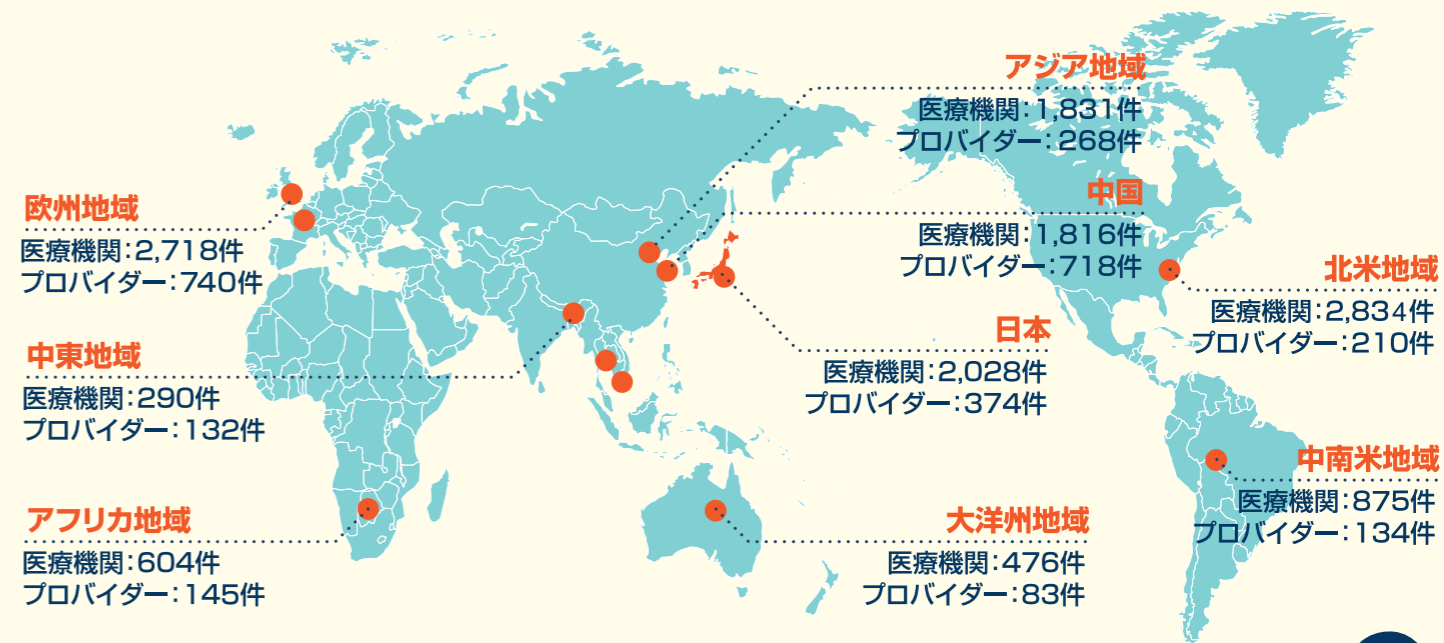 アジア地域
医療機関：1,831件
プロバイダー：268件
中国
医療機関：1,816件
プロバイダー：718件
欧州地域
医療機関：2,718件
プロバイダー：740件
北米地域
医療機関：2,834件
プロバイダー：210件
日本
医療機関：2,028件
プロバイダー：374件
中東地域
医療機関：290件
プロバイダー：132件
中南米地域
医療機関：875件
プロバイダー：134件
アフリカ地域
医療機関：604件
プロバイダー：145件
大洋州地域
医療機関：476件
プロバイダー：83件